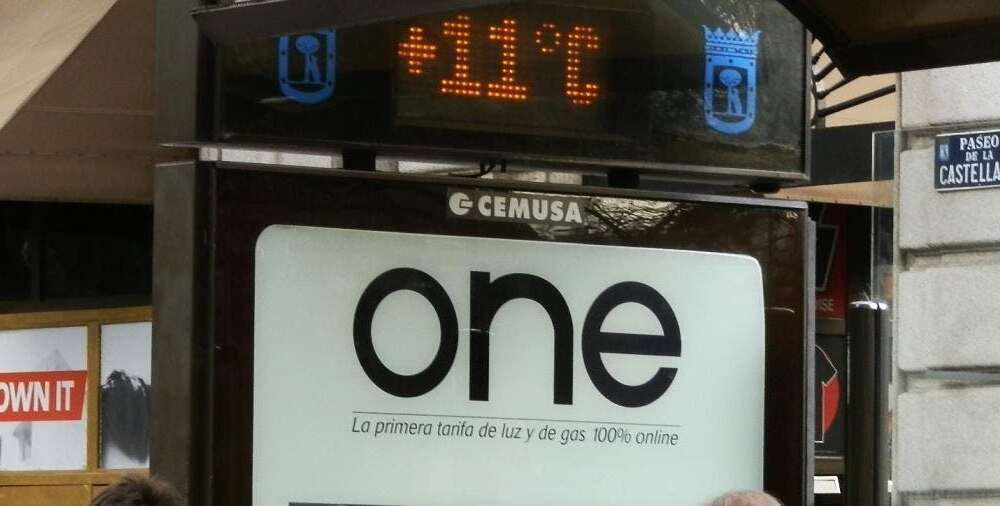 +11°C
CEMUSA
PASEO
DE LA
CASTELLA
one
La primera tarifa de luz y de gas 100% online
OWN IT